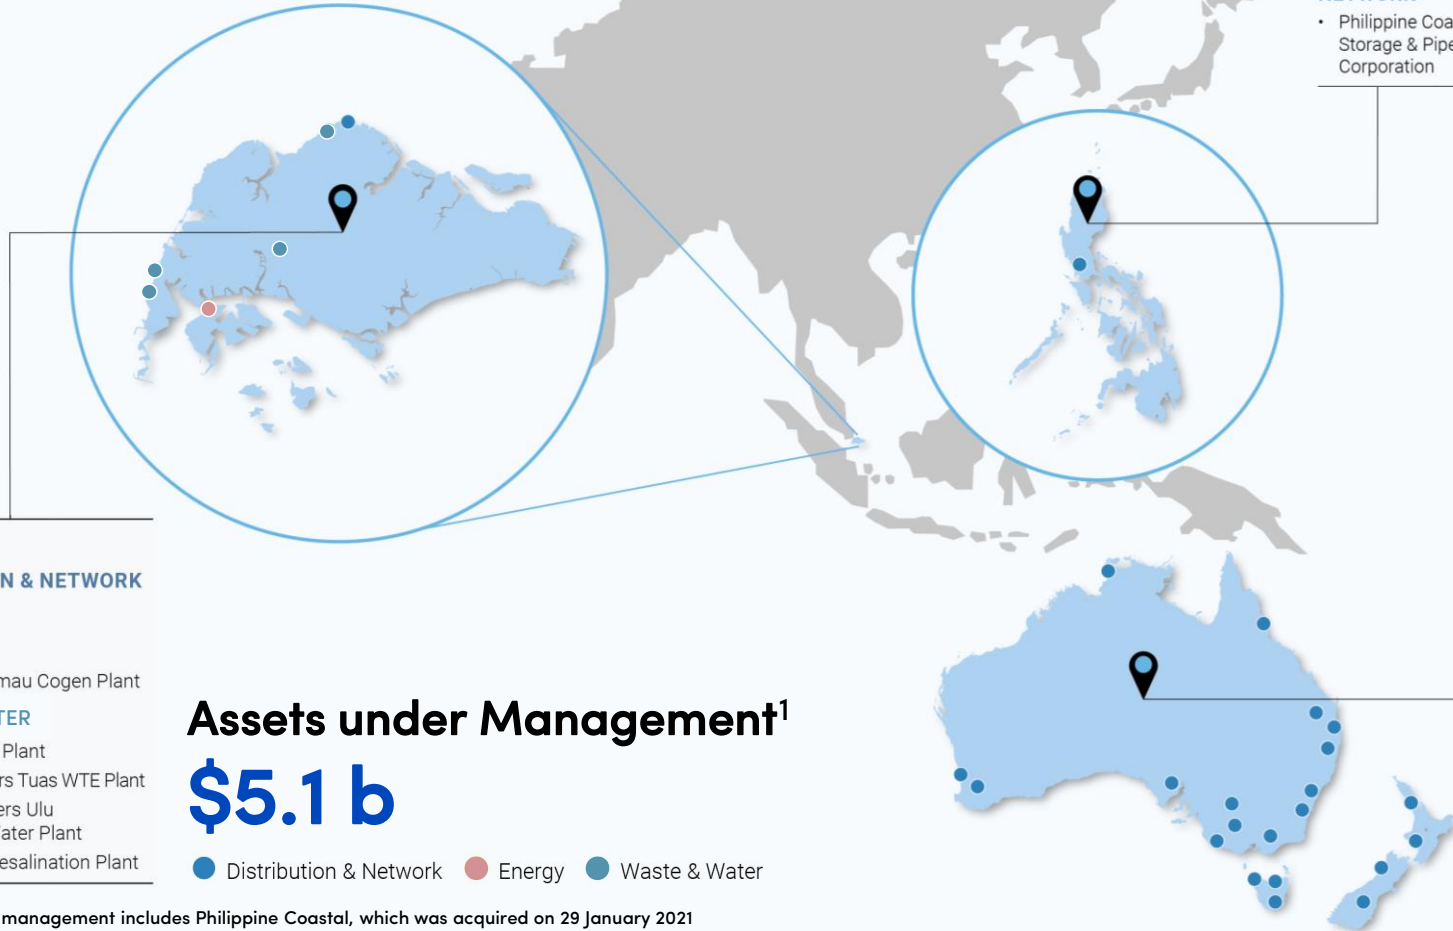 • Philippine Coa
Storage & Pipe
Corporation
N & NETWORK
mau Cogen Plant
TER
Plant
rs Tuas WTE Plant
ers Ulu
ater Plant
esalination Plant
Assets under Management1
$5.1 b
Distribution & Network Energy Waste & Water
management includes Philippine Coastal, which was acquired on 29 January 2021